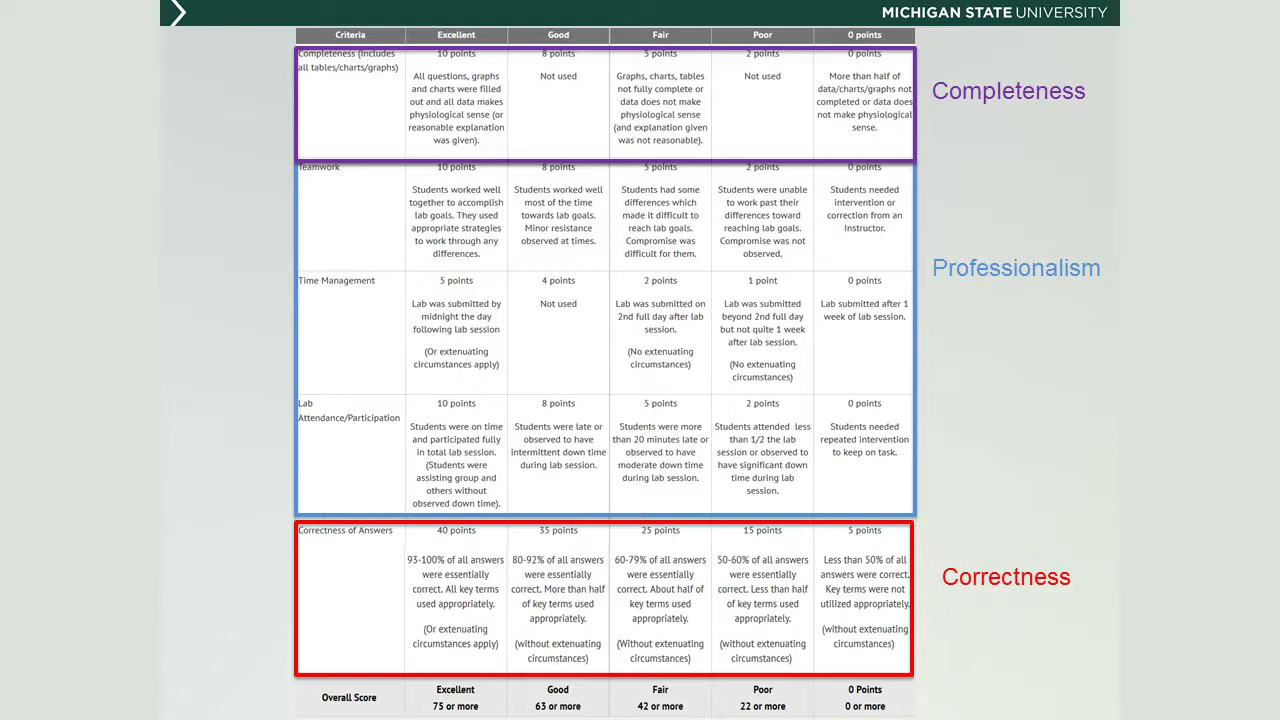 MICHIGAN STATE UNIVERSITY
Criteria
Excellent
Good
Fair
Poor
0 points
Completeness (Includes
all tables/charts/graphs)
10 points
All questions, graphs
and charts were filled
out and all data makes
physiological sense (or
reasonable explanation
was given).
8 points
Not used
5 points
Graphs, charts, tables
not fully complete or
data does not make
physiological sense
(and explanation given
was not reasonable).
2 points
Not used
0 points
More than half of
data/charts/graphs not
completed or data does
not make physiological
sense.
Completeness
Teamwork
10 points
Students worked well
together to accomplish
lab goals. They used
appropriate strategies
to work through any
differences.
8 points
Students worked well
most of the time
towards lab goals.
Minor resistance
observed at times.
5 points
Students had some
differences which
made it difficult to
reach lab goals.
Compromise was
difficult for them.
2 points
Students were unable
to work past their
differences toward
reaching lab goals.
Compromise was not
observed.
0 points
Students needed
intervention or
correction from an
Instructor.
Professionalism
Time Management
5 points
Lab was submitted by
midnight the day
following lab session
(Or extenuating
circumstances apply)
4 points
Not used
2 points
Lab was submitted on
2nd full day after lab
session.
(No extenuating
circumstances)
1 point
Lab was submitted
beyond 2nd full day
but not quite 1 week
after lab session.
(No extenuating
circumstances)
0 points
Lab submitted after 1
week of lab session.
Lab
Attendance/Participation
10 points
Students were on time
and participated fully
in total lab session.
(Students were
assisting group and
others without
observed down time).
8 points
Students were late or
observed to have
intermittent down time
during lab session.
5 points
Students were more
than 20 minutes late or
observed to have
moderate down time
during lab session.
2 points
Students attended less
than 1/2 the lab
session or observed to
have significant down
time during lab
session.
0 points
Students needed
repeated intervention
to keep on task.
Correctness of Answers
40 points
93-100% of all answers
were essentially
correct. All key terms
used appropriately.
(Or extenuating
circumstances apply)
35 points
80-92% of all answers
were essentially
correct. More than half
of key terms used
appropriately.
(without extenuating
circumstances)
25 points
60-79% of all answers
were essentially
correct. About half of
key terms used
appropriately.
(Without extenuating
circumstances)
15 points
50-60% of all answers
were essentially
correct. Less than half
of key terms used
appropriately.
(without extenuating
circumstances)
5 points
Less than 50% of all
answers were correct.
Key terms were not
utilized appropriately.
(without extenuating
circumstances)
Correctness
Overall Score
Excellent
75 or more
Good
63 or more
Fair
42 or more
Poor
22 or more
0 Points
0 or more